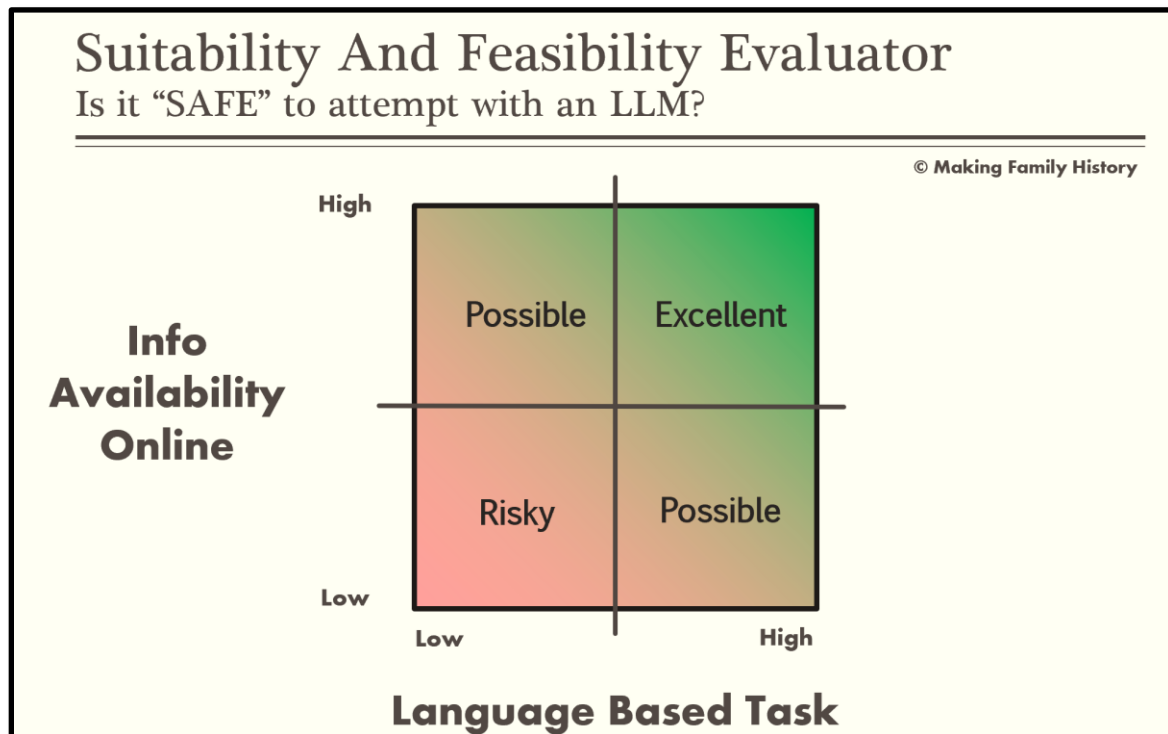 Suitability And Feasibility Evaluator
Is it “SAFE” to attempt with an LLM?
© Making Family History
High
Possible
Excellent
Info
Availability
Online
Risky
Possible
Low
Low
High
Language Based Task